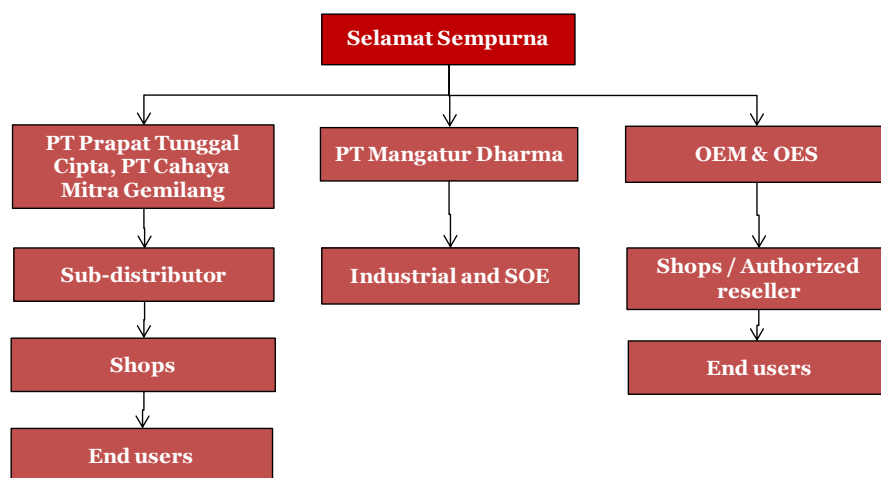 Selamat Sempurna
PT Prapat Tunggal
Cipta, PT Cahaya
Mitra Gemilang
PT Mangatur Dharma
OEM & OES
Sub-distributor
Industrial and SOE
Shops / Authorized
reseller
Shops
End users
End users